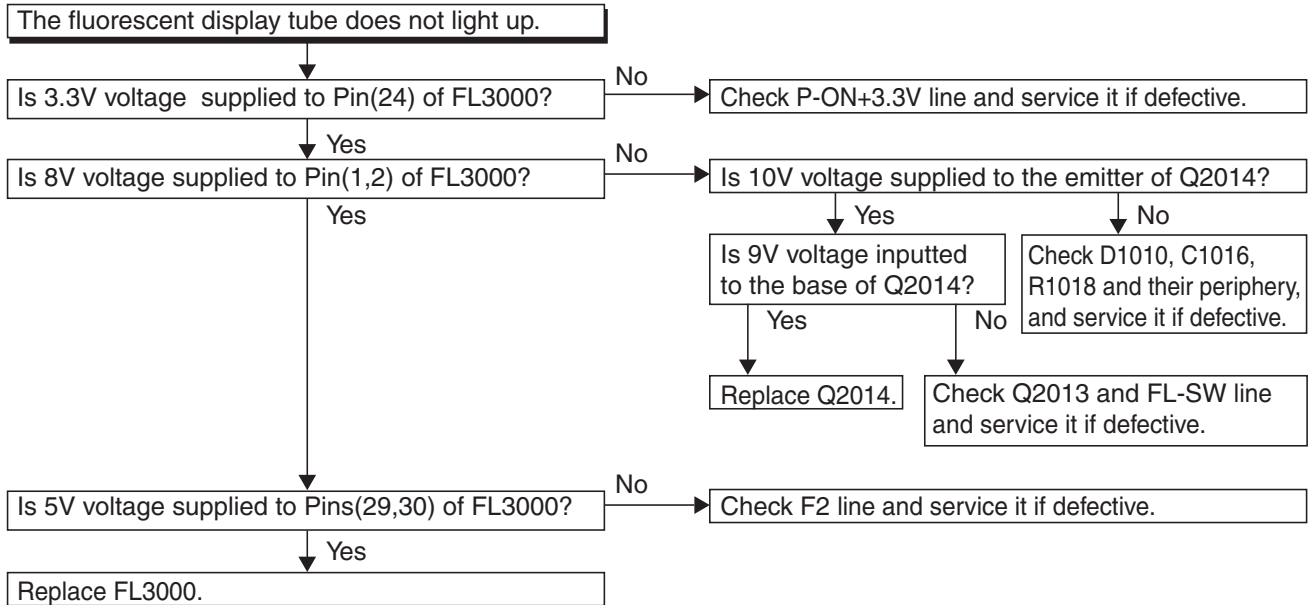 The fluorescent display tube does not light up.
No
Is 3.3V voltage supplied to Pin(24) of FL3000?
Check P-ON+3.3V line and service it if defective.
Yes
No
Is 8V voltage supplied to Pin(1,2) of FL3000?
Is 10V voltage supplied to the emitter of Q2014?
Yes
Yes
No
Is 9V voltage inputted
to the base of Q2014?
Check D1010, C1016,
R1018 and their periphery,
and service it if defective.
Yes
No
Replace Q2014.
Check Q2013 and FL-SW line
and service it if defective.
No
Is 5V voltage supplied to Pins(29,30) of FL3000?
Check F2 line and service it if defective.
Yes
Replace FL3000.